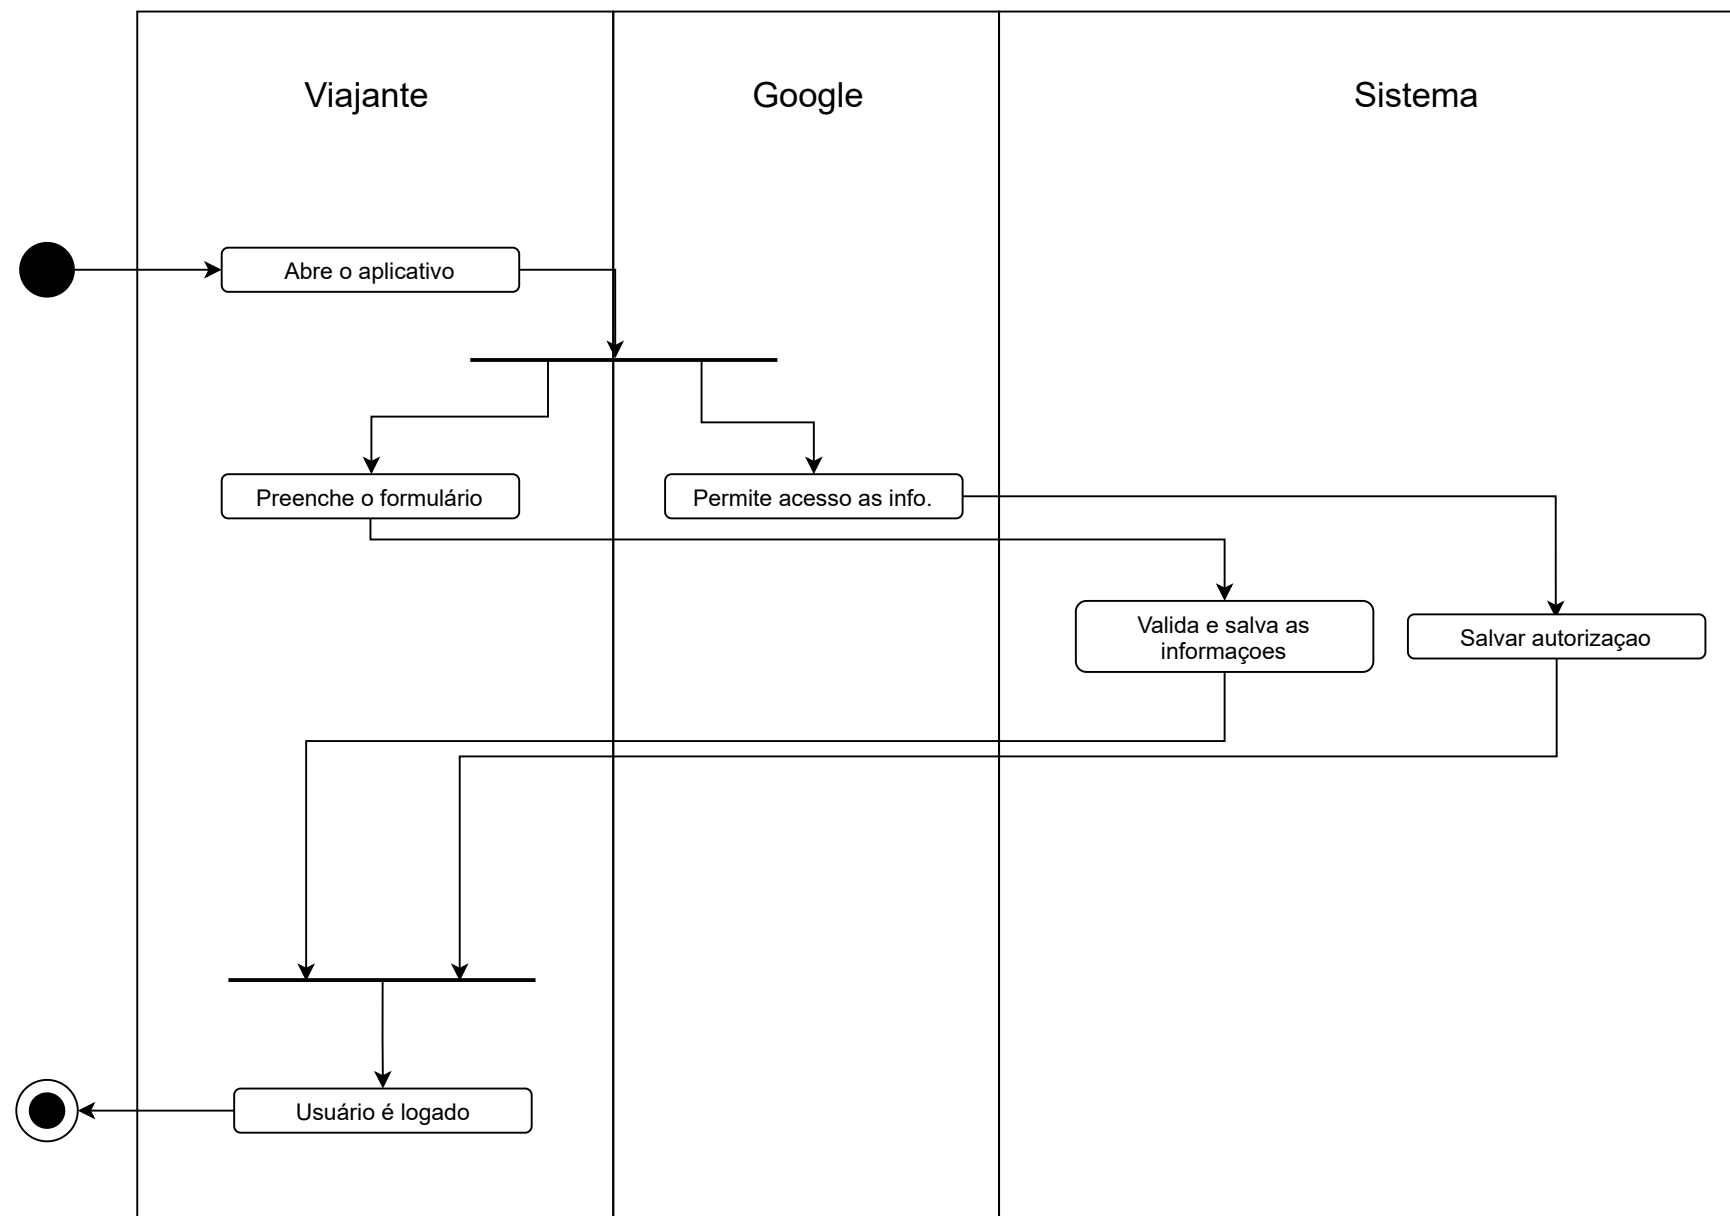 Viajante
Google
Sistema
Abre o aplicativo
Preenche o formulário
Permite acesso as info.
Valida e salva as
informaçoes
Salvar autorizaçao
Usuário é logado